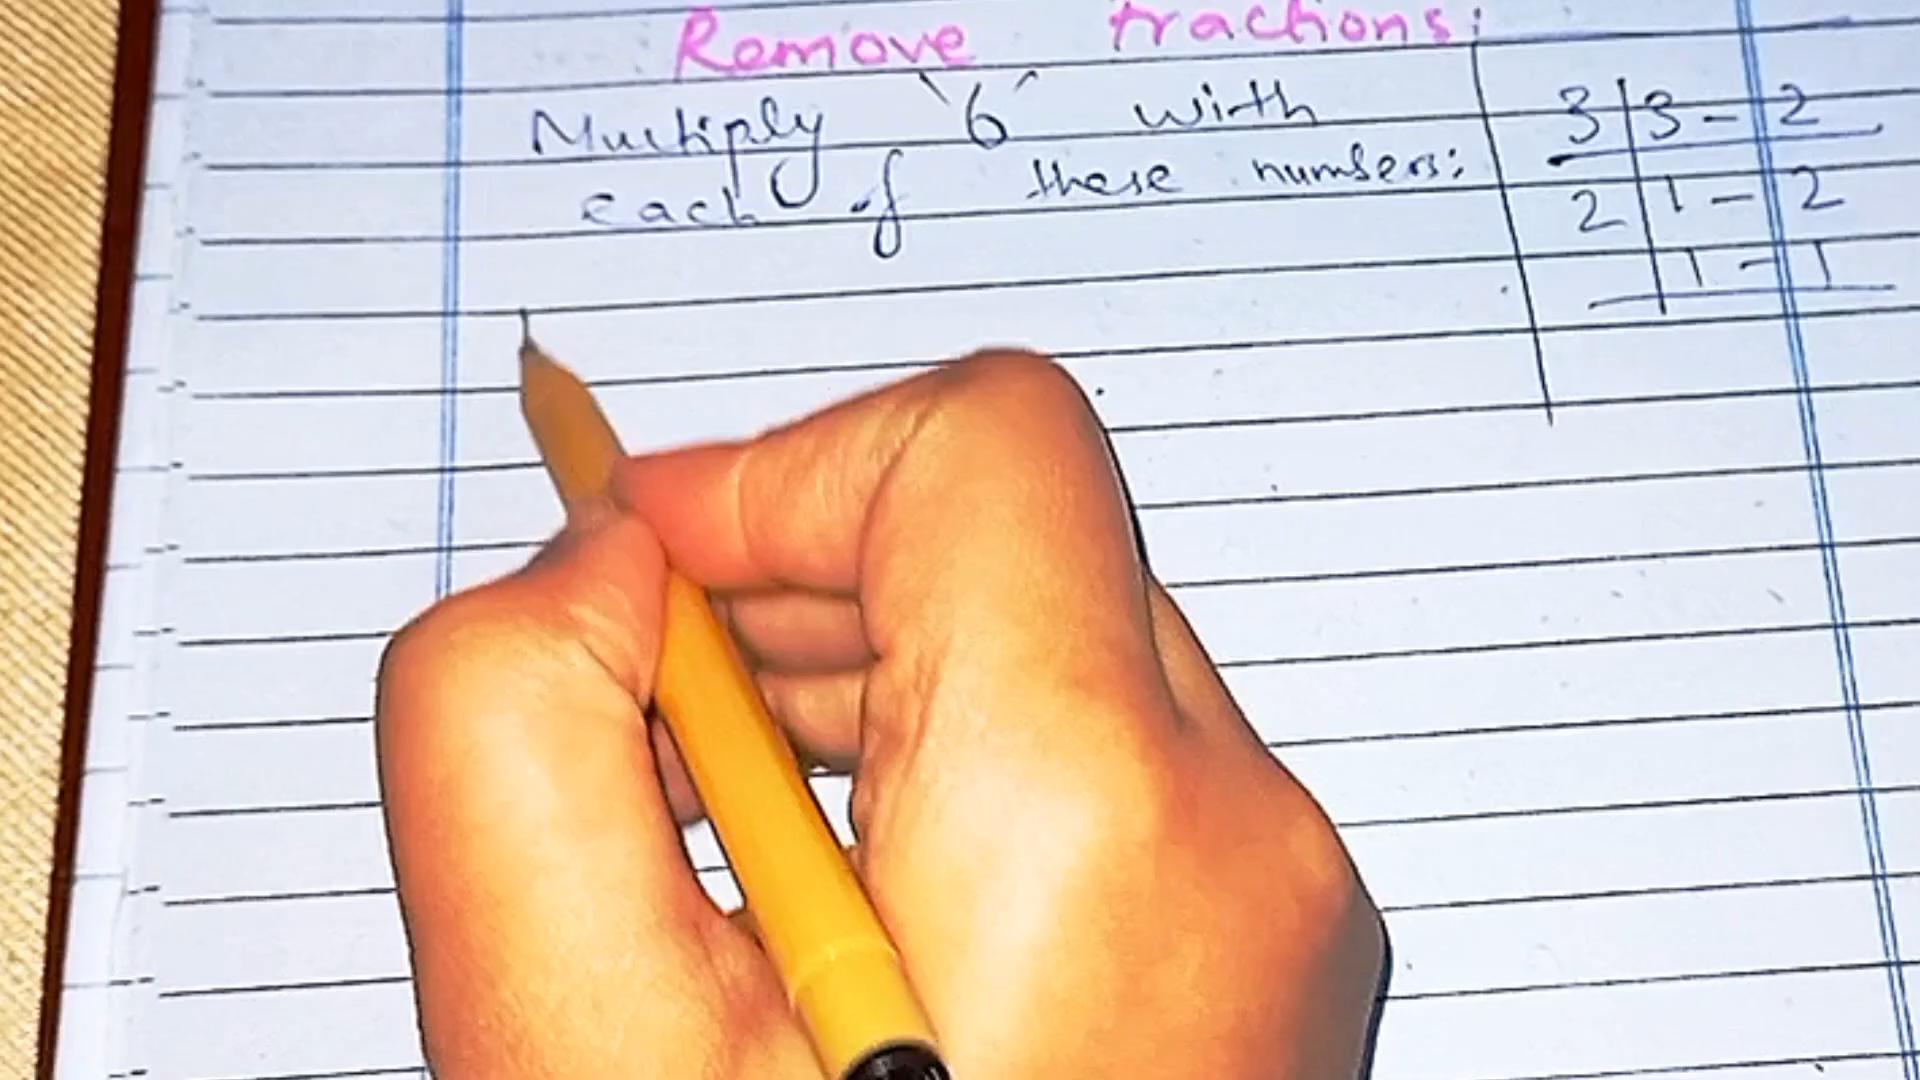 Remove fractions:
Multiply "6" with
each of these numbers:
3 | 3 - 2
2 | 1 - 2
1 - 1